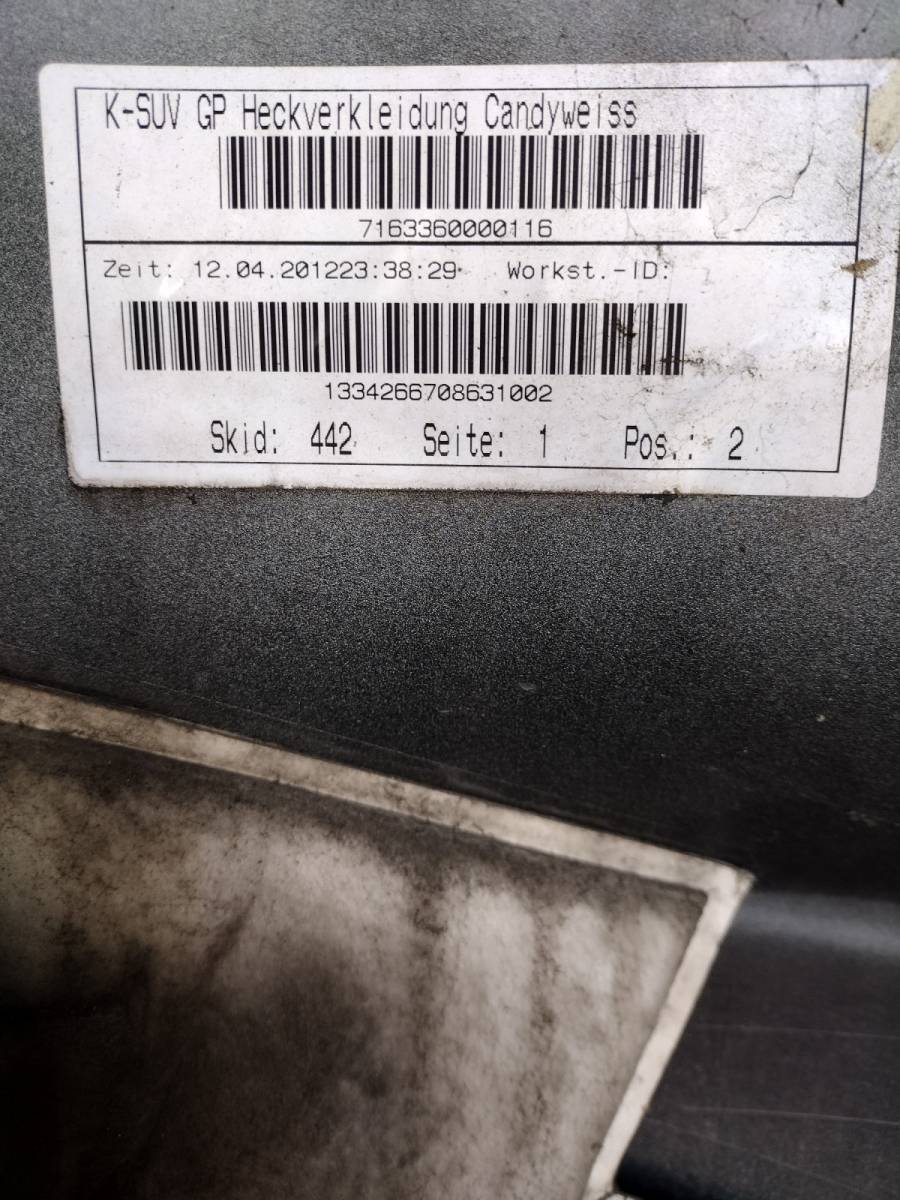 K-SUV GP Heckverkleidung Candyweiss
7163360000116
Zeit: 12.04.201223:38:29 Workst.-ID:
1334266708631002
Skid: 442 Seite: 1 Pos.: 2